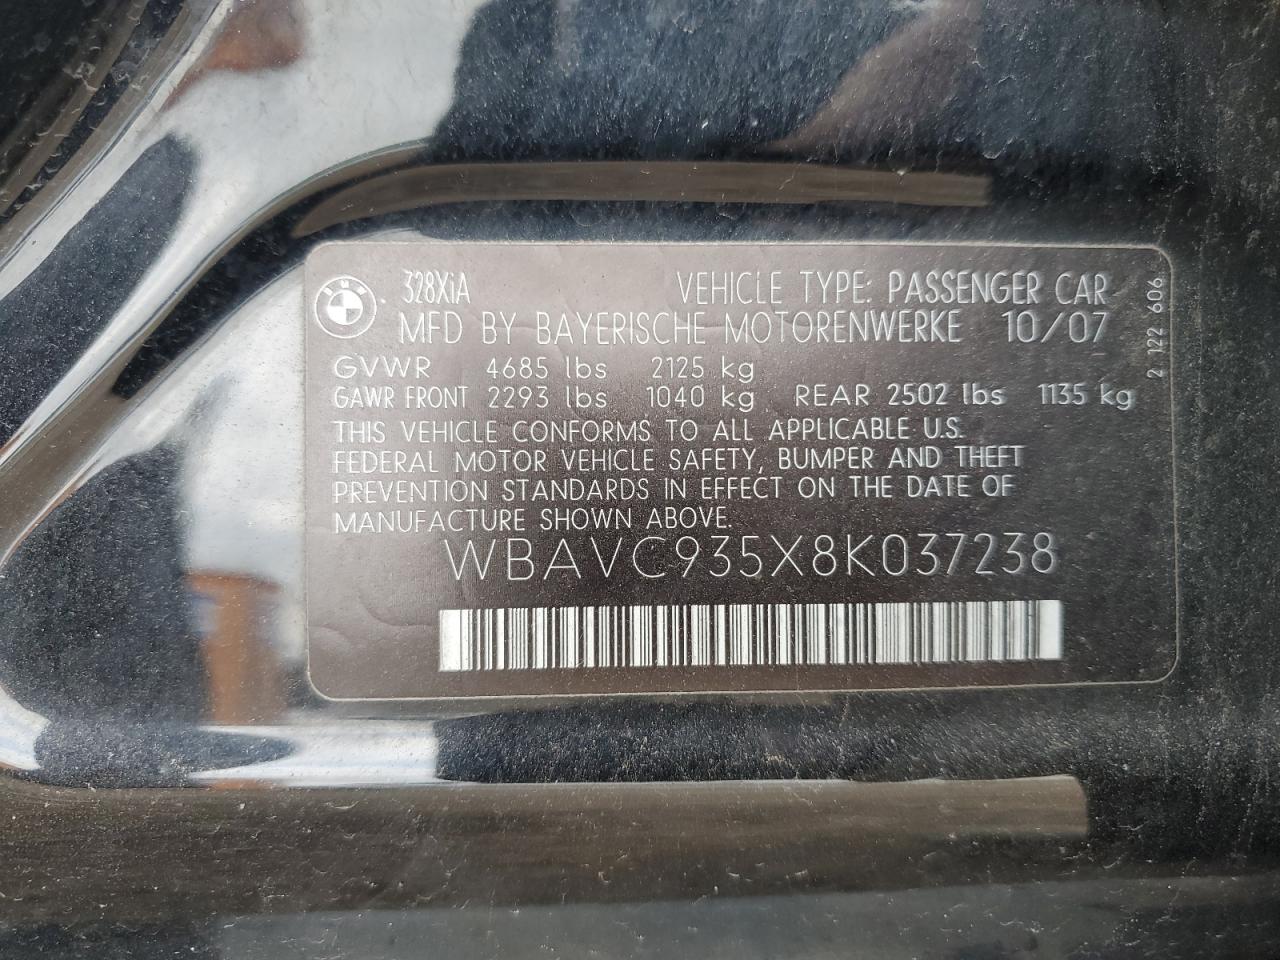 BMW
328XiA VEHICLE TYPE: PASSENGER CAR
MFD BY BAYERISCHE MOTORENWERKE 10/07
GVWR 4685 lbs 2125 kg
GAWR FRONT 2293 lbs 1040 kg REAR 2502 lbs 1135 kg
THIS VEHICLE CONFORMS TO ALL APPLICABLE U.S.
FEDERAL MOTOR VEHICLE SAFETY, BUMPER AND THEFT
PREVENTION STANDARDS IN EFFECT ON THE DATE OF
MANUFACTURE SHOWN ABOVE.
WBAVC935X8K037238
2 122 606